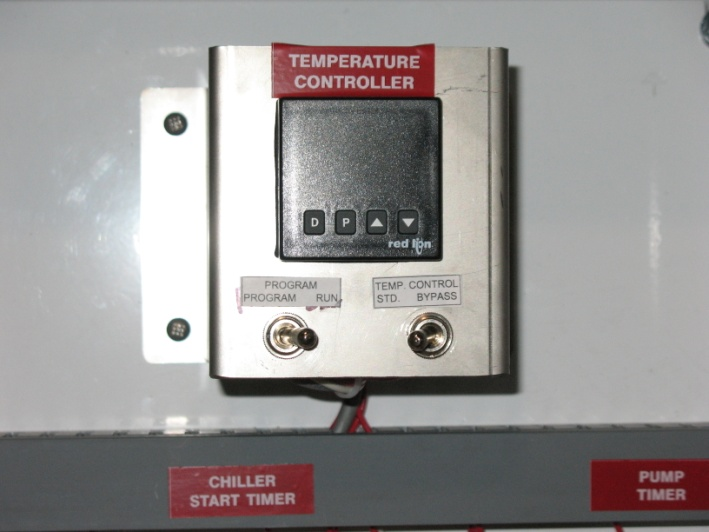 TEMPERATURE
CONTROLLER
D P
red lion
PROGRAM
PROGRAM RUN
TEMP. CONTROL
STD. BYPASS
CHILLER
START TIMER
PUMP
TIMER